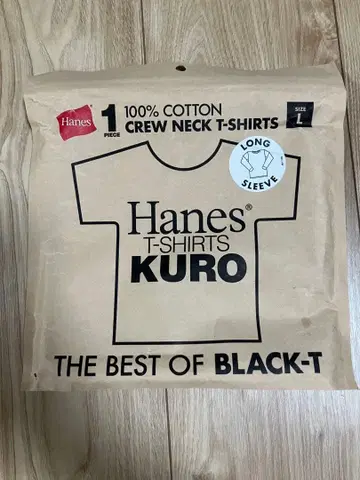 Hanes
1
PIECE
100% COTTON
CREW NECK T-SHIRTS
SIZE
L
LONG
SLEEVE
Hanes®
T-SHIRTS
KURO
THE BEST OF BLACK-T